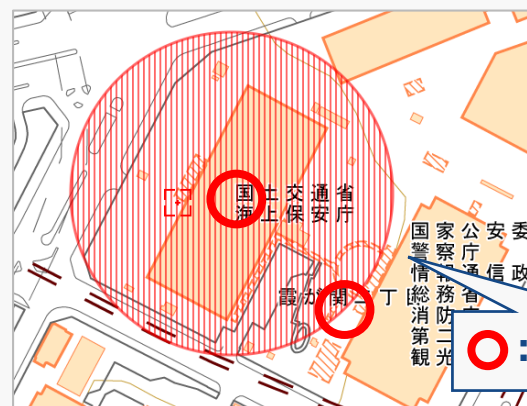 国土交通省
海上保安庁
国家公安委
警察庁
情報通信政
霞が関二丁目
総務省
消防庁
第二
観光
：